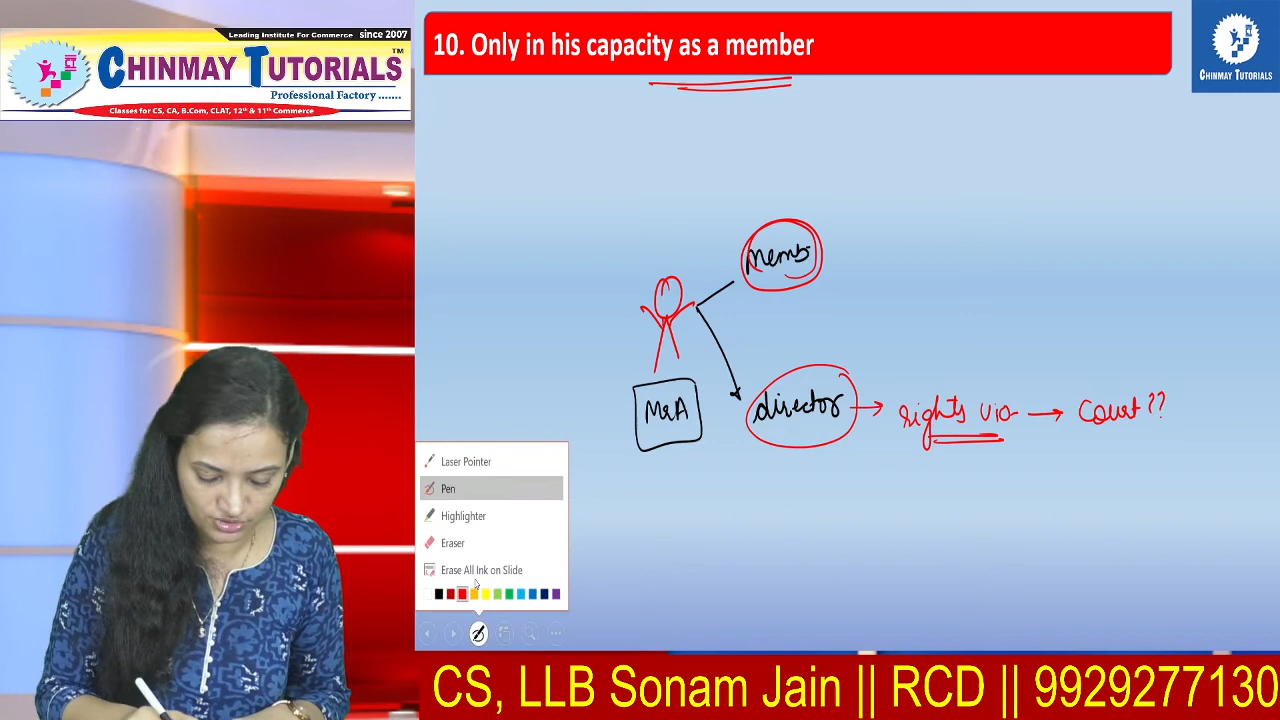 Leading Institute For Commerce since 2007
CHINMAY TUTORIALS™
Professional Factory .......
Classes for CS, CA, B.Com, CLAT, 12th & 11th Commerce
10. Only in his capacity as a member
CHINMAY TUTORIALS
Memb
director → rights vio → Court ??
Laser Pointer
Pen
Highlighter
Eraser
Erase All Ink on Slide
CS, LLB Sonam Jain || RCD || 9929277130